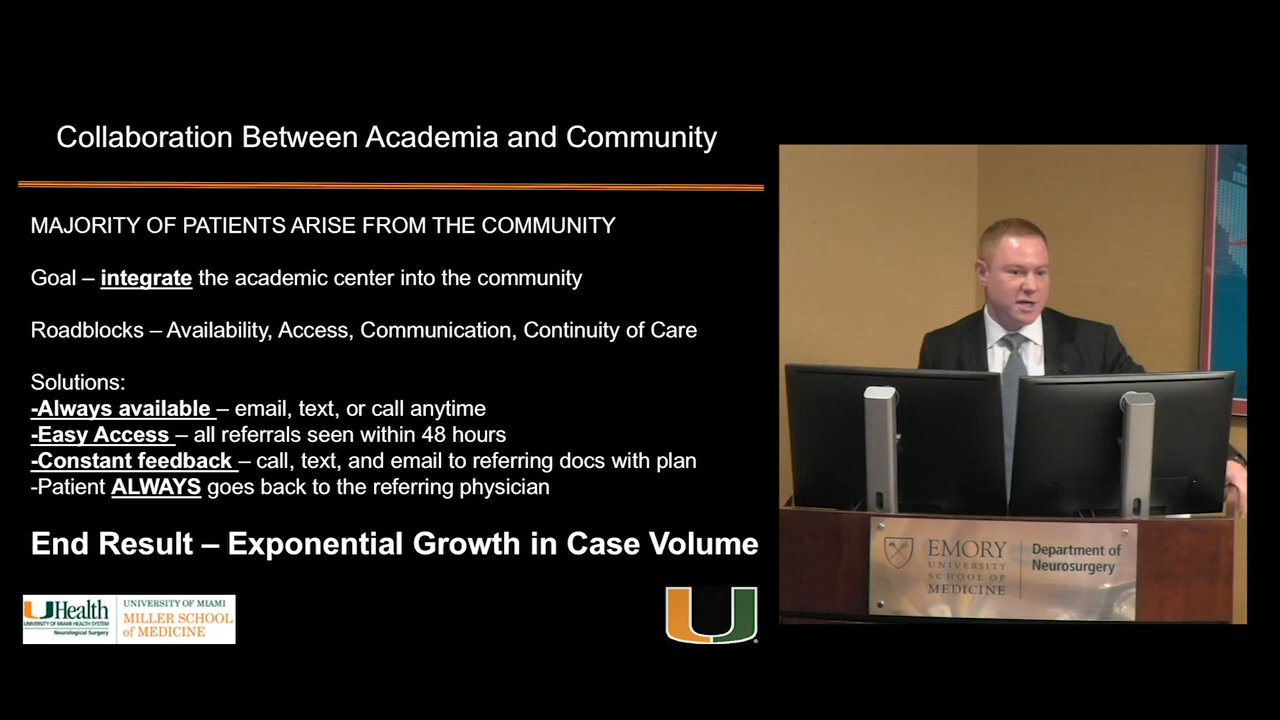 Collaboration Between Academia and Community
MAJORITY OF PATIENTS ARISE FROM THE COMMUNITY
Goal – integrate the academic center into the community
Roadblocks – Availability, Access, Communication, Continuity of Care
Solutions:
-Always available – email, text, or call anytime
-Easy Access – all referrals seen within 48 hours
-Constant feedback – call, text, and email to referring docs with plan
-Patient ALWAYS goes back to the referring physician
End Result – Exponential Growth in Case Volume
UHealth
UNIVERSITY OF MIAMI HEALTH SYSTEM
Neurological Surgery
UNIVERSITY OF MIAMI
MILLER SCHOOL
of MEDICINE
U
EMORY
UNIVERSITY
SCHOOL OF
MEDICINE
Department of
Neurosurgery